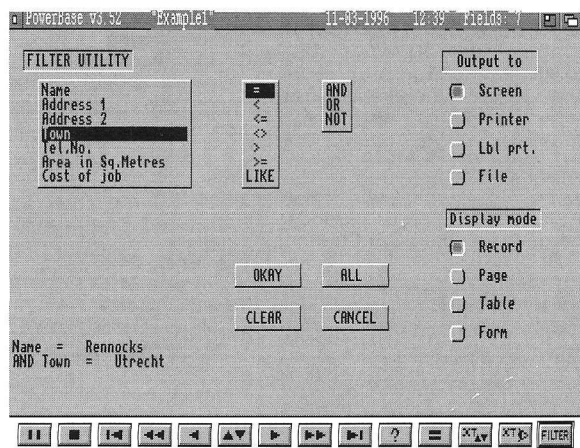 PowerBase v3.52 "Example1" 11-03-1996 12:39 Fields: 7
FILTER UTILITY
Name
Address 1
Address 2
Town
Tel.No.
Area in Sq.Metres
Cost of job
=
<
<=
<>
>
>=
LIKE
AND
OR
NOT
Output to
Screen
Printer
Lbl prt.
File
Display mode
Record
Page
Table
Form
OKAY
ALL
CLEAR
CANCEL
Name = Rennocks
AND Town = Utrecht
? = XT XT FILTER